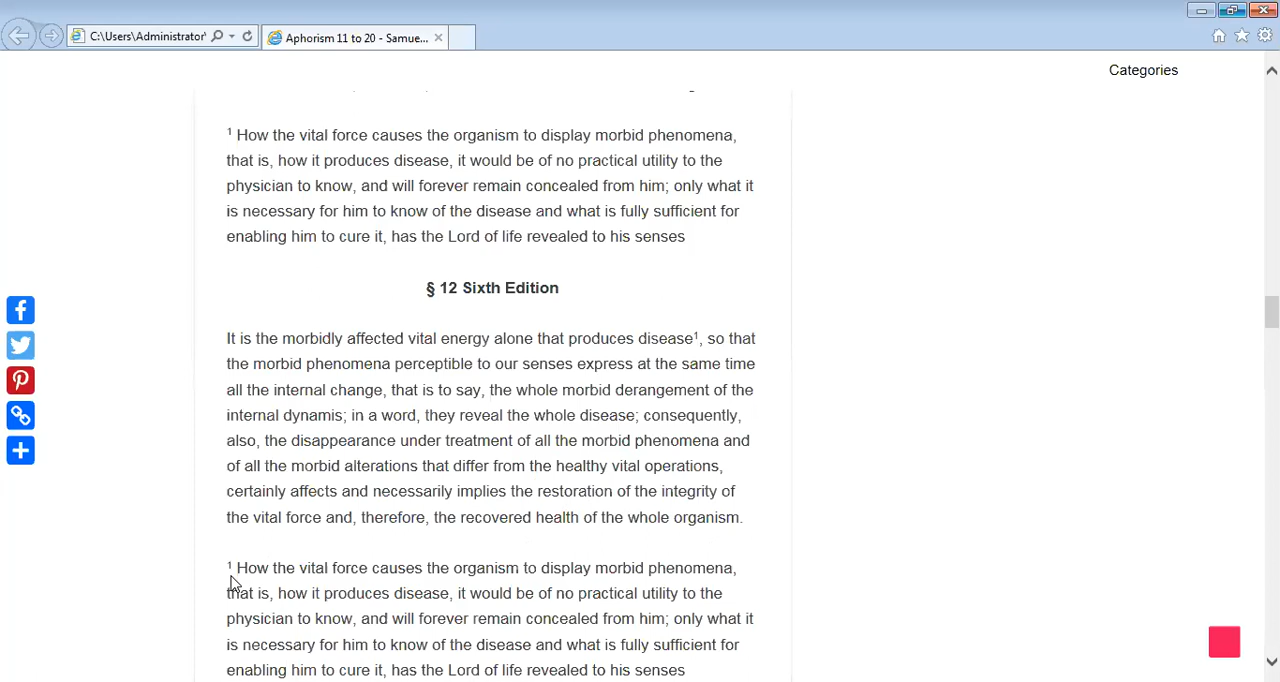 C:\Users\Administrator'
Aphorism 11 to 20 - Samue...
Categories
1 How the vital force causes the organism to display morbid phenomena,
that is, how it produces disease, it would be of no practical utility to the
physician to know, and will forever remain concealed from him; only what it
is necessary for him to know of the disease and what is fully sufficient for
enabling him to cure it, has the Lord of life revealed to his senses
§ 12 Sixth Edition
It is the morbidly affected vital energy alone that produces disease1, so that
the morbid phenomena perceptible to our senses express at the same time
all the internal change, that is to say, the whole morbid derangement of the
internal dynamis; in a word, they reveal the whole disease; consequently,
also, the disappearance under treatment of all the morbid phenomena and
of all the morbid alterations that differ from the healthy vital operations,
certainly affects and necessarily implies the restoration of the integrity of
the vital force and, therefore, the recovered health of the whole organism.
1 How the vital force causes the organism to display morbid phenomena,
that is, how it produces disease, it would be of no practical utility to the
physician to know, and will forever remain concealed from him; only what it
is necessary for him to know of the disease and what is fully sufficient for
enabling him to cure it, has the Lord of life revealed to his senses